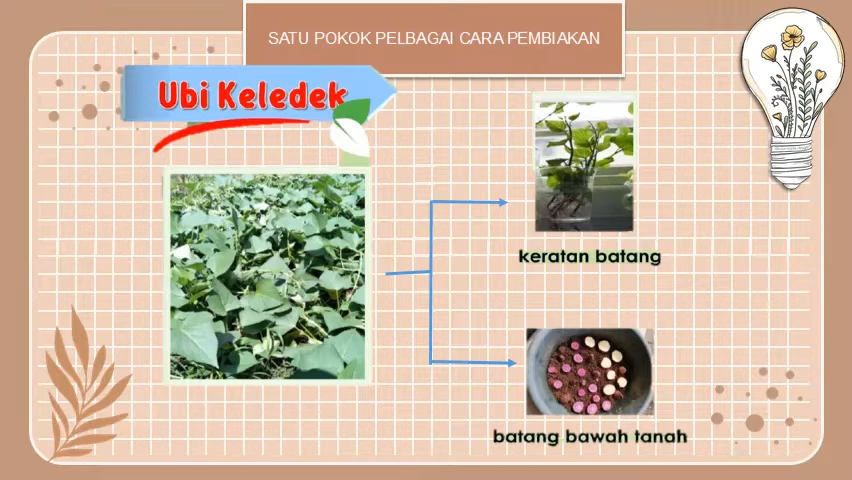 SATU POKOK PELBAGAI CARA PEMBIAKAN
Ubi Keledek
keratan batang
batang bawah tanah